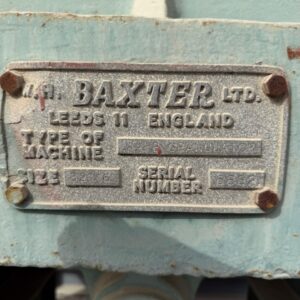 W.H. BAXTER LTD.
LEEDS 11 ENGLAND
TYPE OF
MACHINE
SIZE
SERIAL
NUMBER